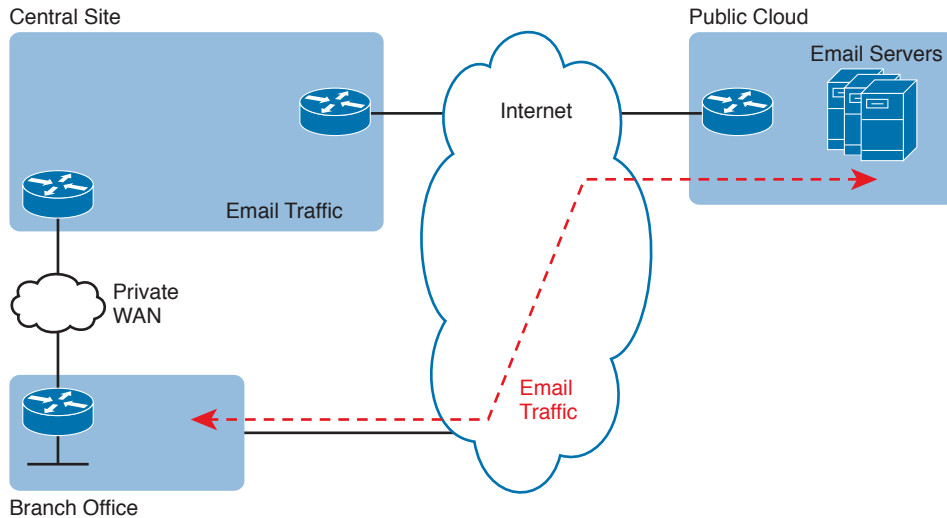 Central Site
Public Cloud
Email Servers
Internet
Email Traffic
Private
WAN
Email
Traffic
Branch Office